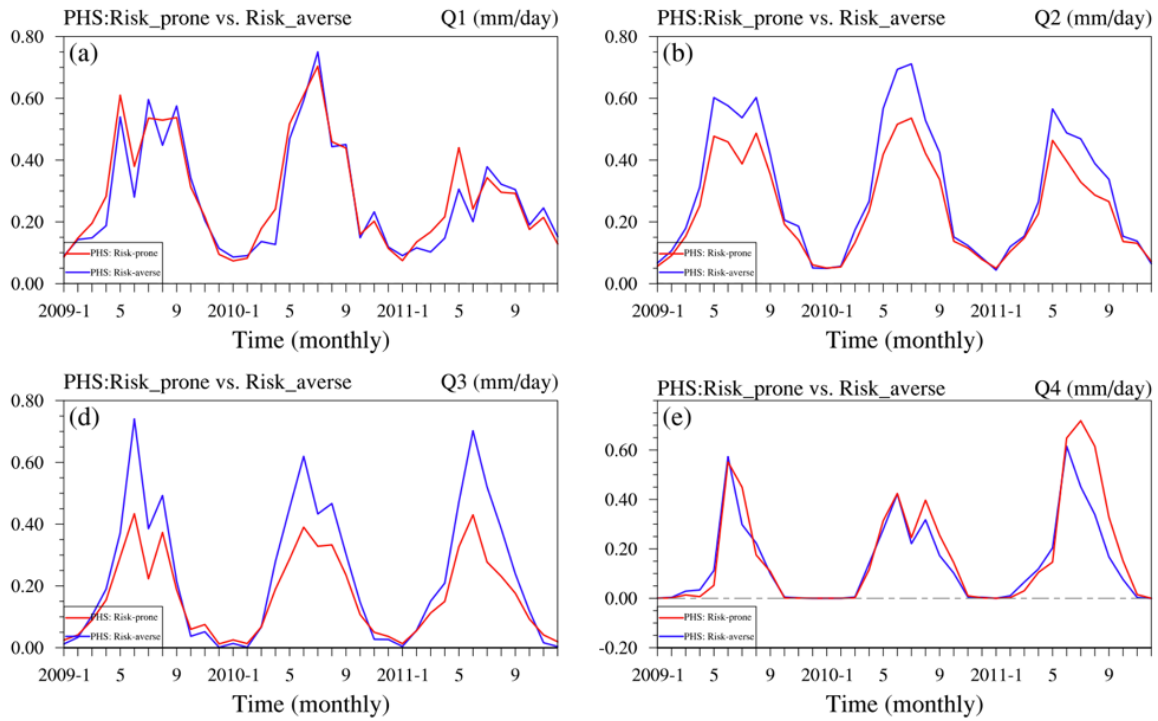 PHS:Risk_prone vs. Risk_averse Q1 (mm/day)
(a)
0.80
0.60
0.40
0.20
0.00
PHS: Risk-prone
PHS: Risk-averse
2009-1 5 9 2010-1 5 9 2011-1 5 9
Time (monthly)
PHS:Risk_prone vs. Risk_averse Q2 (mm/day)
(b)
0.80
0.60
0.40
0.20
0.00
PHS: Risk-prone
PHS: Risk-averse
2009-1 5 9 2010-1 5 9 2011-1 5 9
Time (monthly)
PHS:Risk_prone vs. Risk_averse Q3 (mm/day)
(d)
0.80
0.60
0.40
0.20
0.00
PHS: Risk-prone
PHS: Risk-averse
2009-1 5 9 2010-1 5 9 2011-1 5 9
Time (monthly)
PHS:Risk_prone vs. Risk_averse Q4 (mm/day)
(e)
0.60
0.40
0.20
0.00
-0.20
PHS: Risk-prone
PHS: Risk-averse
2009-1 5 9 2010-1 5 9 2011-1 5 9
Time (monthly)